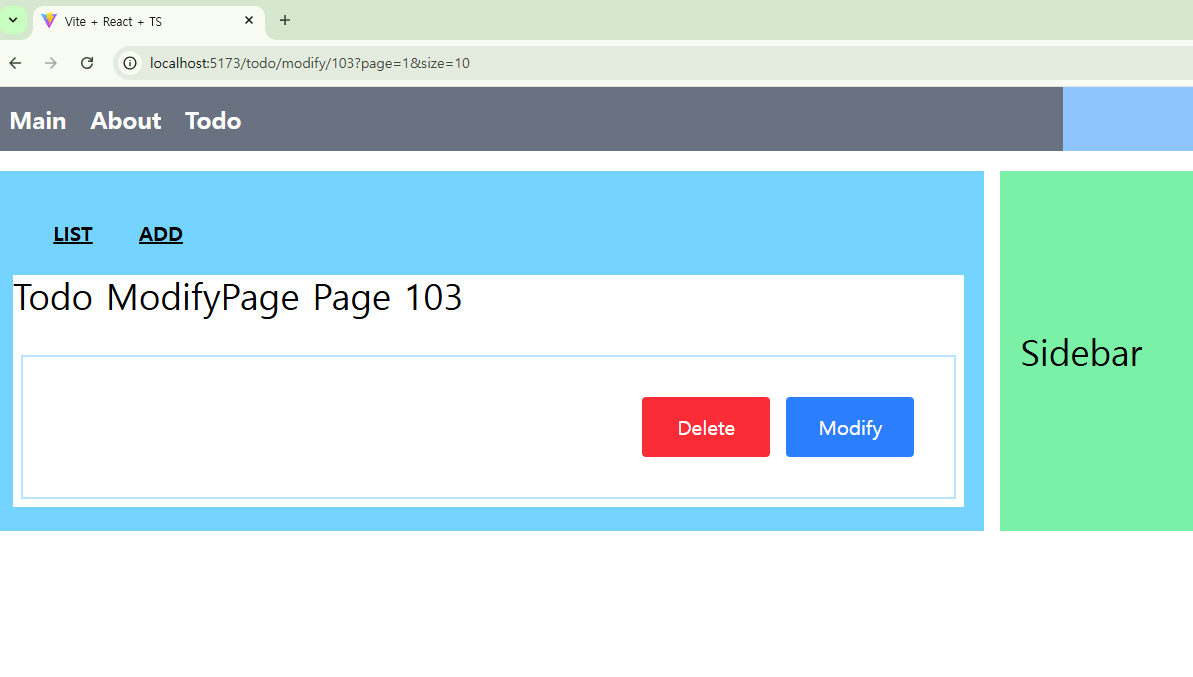 Vite + React + TS
localhost:5173/todo/modify/103?page=1&size=10
Main About Todo
LIST ADD
Todo ModifyPage Page 103
Sidebar
Delete Modify